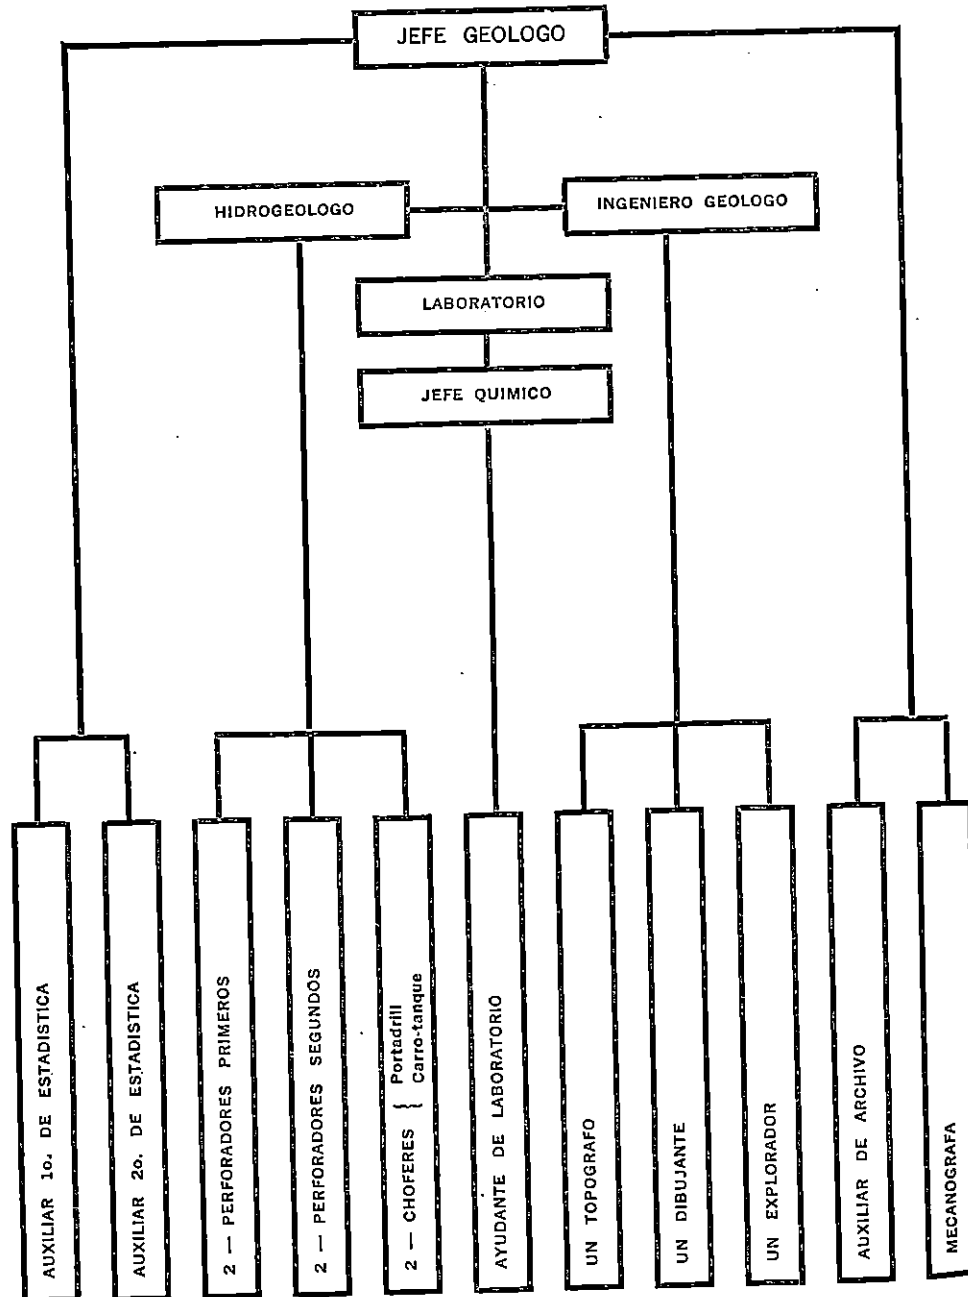 JEFE GEOLOGO
HIDROGEOLOGO
INGENIERO GEOLOGO
LABORATORIO
JEFE QUIMICO
AUXILIAR 1o. DE ESTADISTICA
AUXILIAR 2o. DE ESTADISTICA
2 — PERFORADORES PRIMEROS
2 — PERFORADORES SEGUNDOS
2 — CHOFERES { Portadrill
Carro-tanque
AYUDANTE DE LABORATORIO
UN TOPOGRAFO
UN DIBUJANTE
UN EXPLORADOR
AUXILIAR DE ARCHIVO
MECANOGRAFA